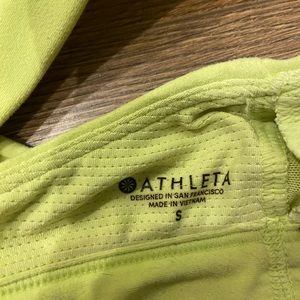 ATHLETA
DESIGNED IN SAN FRANCISCO
MADE IN VIETNAM
S